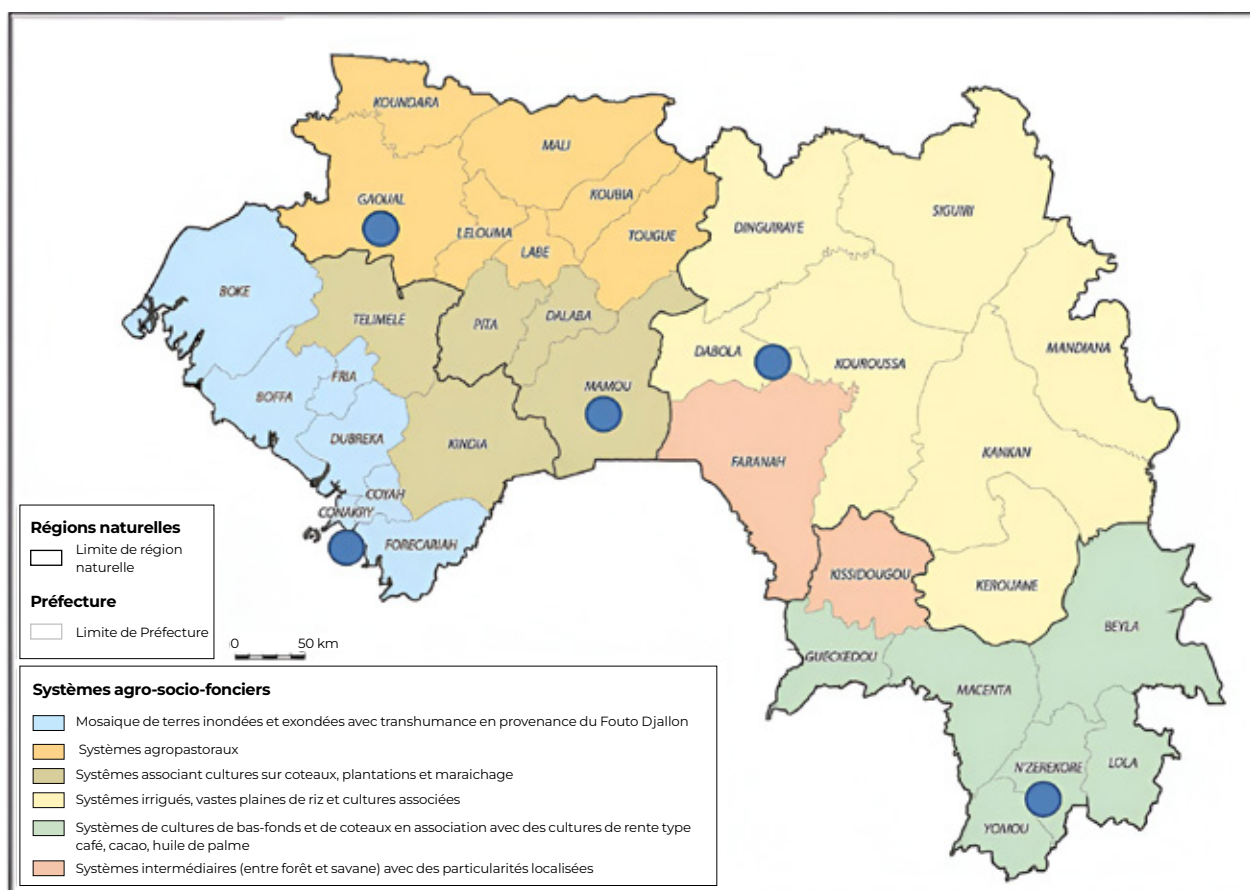 KOUNDARA
MALI
KOUBIA
GAOUAL
LELOUMA
LABE
TOUGUE
DINGUIRAYE
SIGUIRI
BOKE
TELIMELE
PITA
DALABA
DABOLA
KOUROUSSA
MANDIANA
FRIA
BOFFA
MAMOU
DUBREKA
KINDIA
FARANAH
KANKAN
COYAH
CONAKRY
FORECARIAH
KISSIDOUGOU
KEROUANE
BEYLA
GUÉCKEDOU
MACENTA
N'ZEREKORE
LOLA
YOMOU
Régions naturelles
Limite de région
naturelle
Préfecture
Limite de Préfecture
0 50 km
Systèmes agro-socio-fonciers
Mosaique de terres inondées et exondées avec transhumance en provenance du Fouto Djallon
Systèmes agropastoraux
Systêmes associant cultures sur coteaux, plantations et maraichage
Systêmes irrigués, vastes plaines de riz et cultures associées
Systèmes de cultures de bas-fonds et de coteaux en association avec des cultures de rente type
café, cacao, huile de palme
Systèmes intermédiaires (entre forêt et savane) avec des particularités localisées